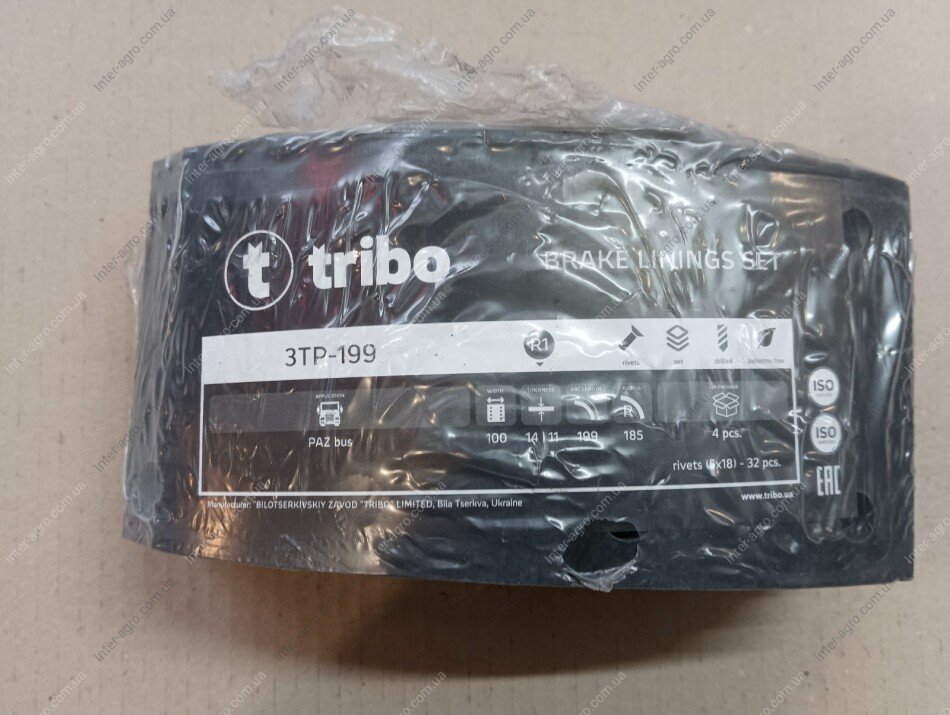 t tribo
BRAKE LININGS SET
3TP-199
R1
rivets
set
drilled
asbestos free
APPLICATION
WIDTH
THICKNESS
ARC LENGTH
RADIUS
IN PACKAGE
R
PAZ bus
100
14 | 11
199
185
4 pcs.
rivets (5x18) - 32 pcs.
ISO
ISO
EAC
Manufacturer: "BILOTSERKIVSKIY ZAVOD "TRIBO" LIMITED, Bila Tserkva, Ukraine
www.tribo.ua
Inter-agro.com.ua